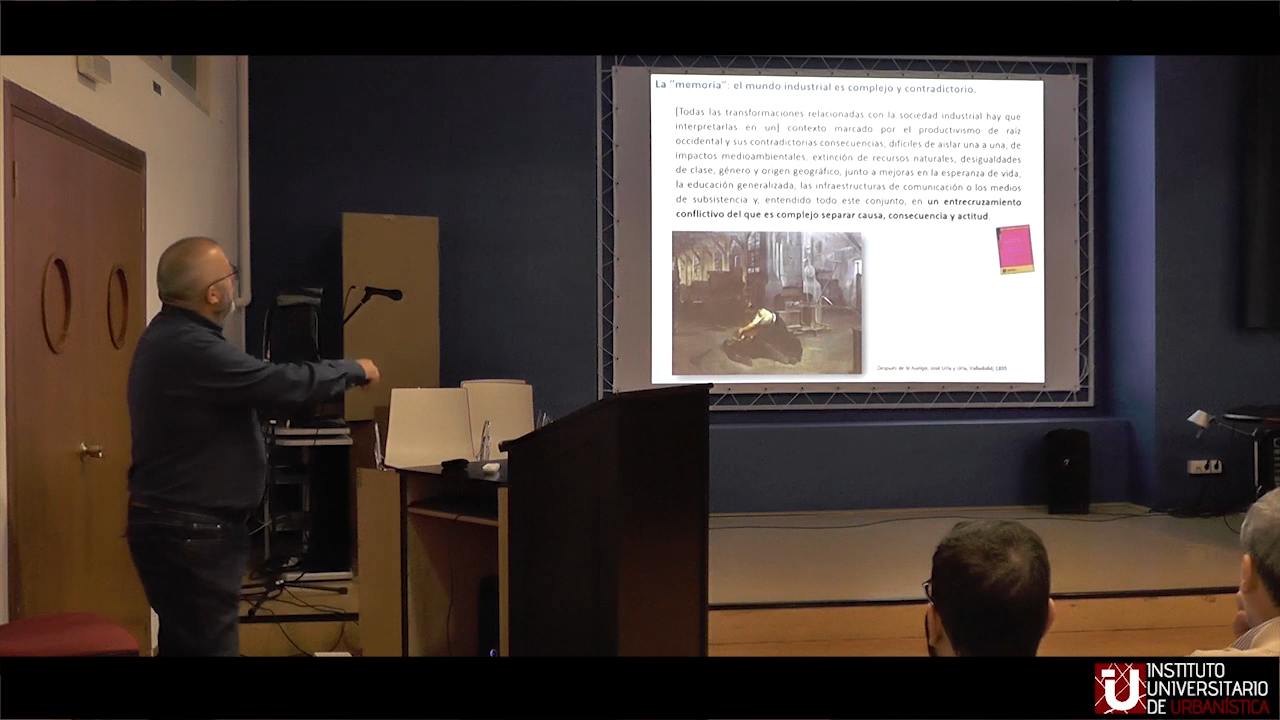 La "memoria": el mundo industrial es complejo y contradictorio.
[Todas las transformaciones relacionadas con la sociedad industrial hay que
interpretarlas en un] contexto marcado por el productivismo de raíz
occidental y sus contradictorias consecuencias, difíciles de aislar una a una, de
impactos medioambientales, extinción de recursos naturales, desigualdades
de clase, género y origen geográfico, junto a mejoras en la esperanza de vida,
la educación generalizada, las infraestructuras de comunicación o los medios
de subsistencia y, entendido todo este conjunto, en un entrecruzamiento
conflictivo del que es complejo separar causa, consecuencia y actitud.
Después de la huelga, José Uría y Uría, Valladolid, 1895
iU
INSTITUTO
UNIVERSITARIO
DE URBANÍSTICA